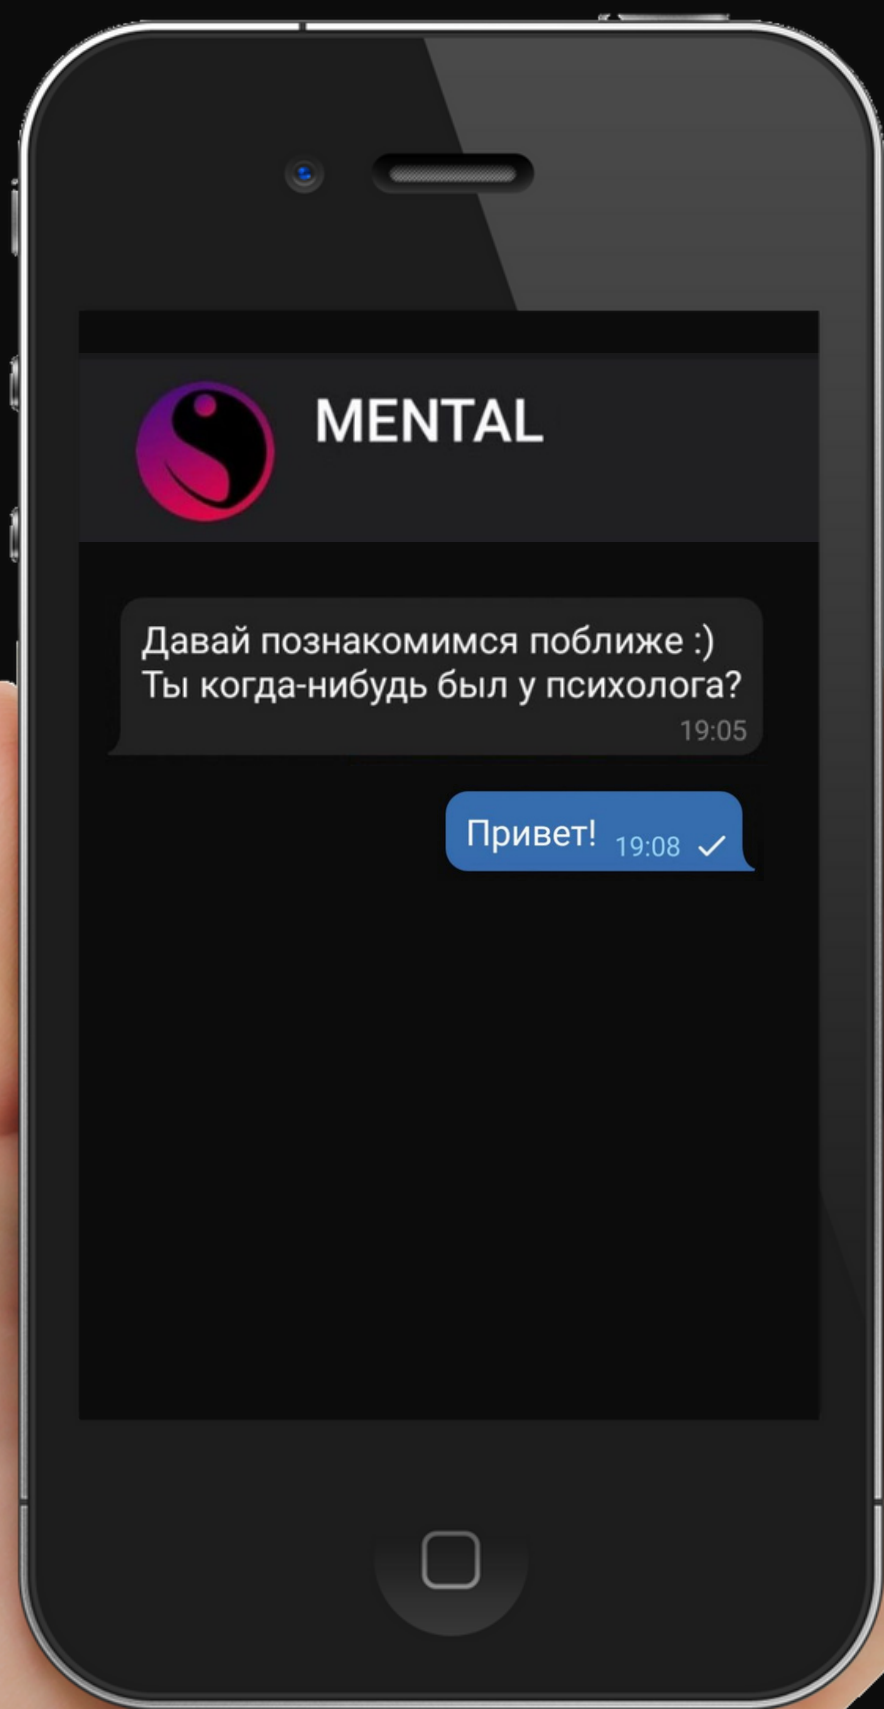 MENTAL
Давай познакомимся поближе :)
Ты когда-нибудь был у психолога?
19:05
Привет! 19:08